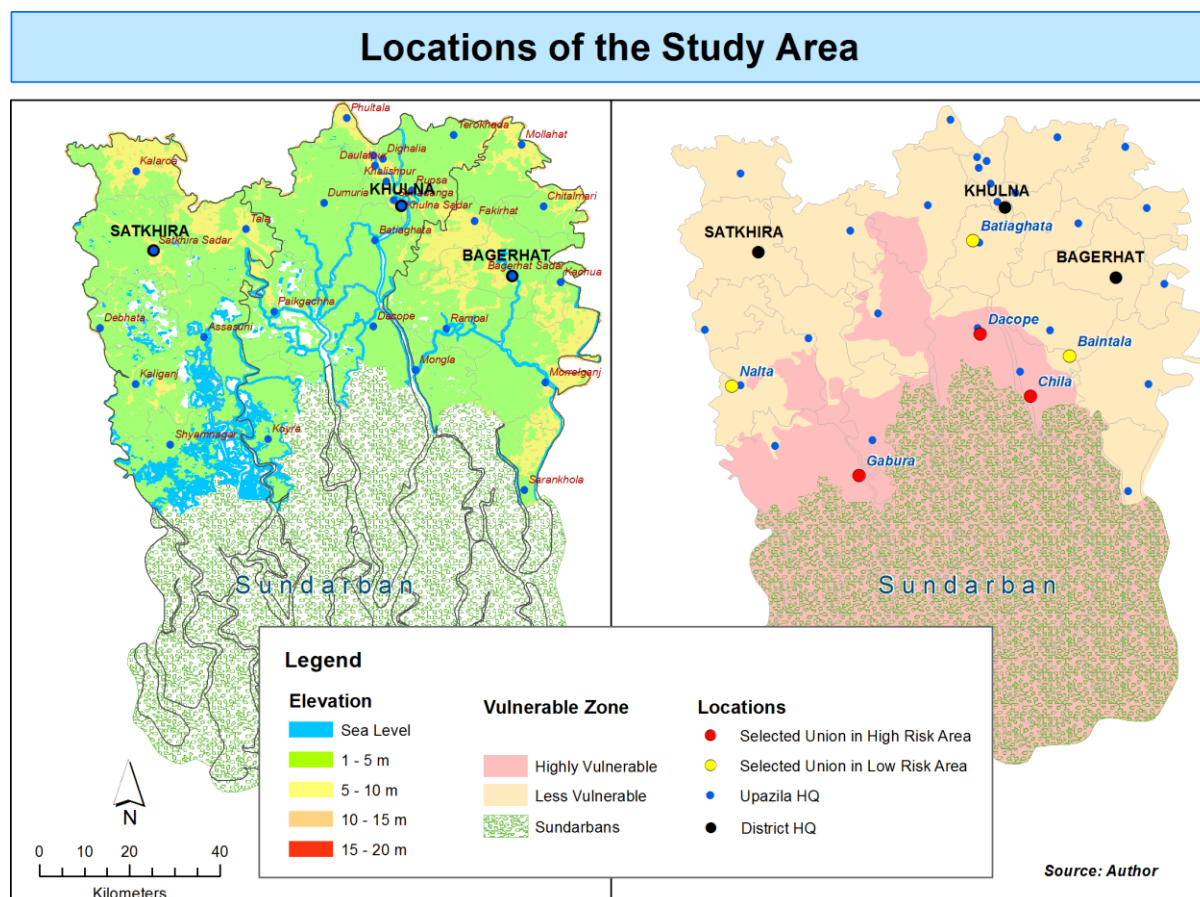 Locations of the Study Area
Phultala
Terokhada
Mollahat
Daulatpur
Dighalia
Kalaroa
Khalishpur
Rupsa
KHULNA
Khulna Sadar
Dumuria
Chitalmari
Fakirhat
Tala
SATKHIRA
Satkhira Sadar
Batiaghata
BAGERHAT
Bagerhat Sadar
Kachua
Paikgachha
Debhata
Assasuni
Dacope
Rampal
Mongla
Kaliganj
Morrelganj
Shyamnagar
Koyra
Sarankhola
Sundarban
KHULNA
Batiaghata
SATKHIRA
BAGERHAT
Dacope
Baintala
Nalta
Chila
Gabura
Sundarban
Legend
Elevation
Sea Level
1 - 5 m
5 - 10 m
10 - 15 m
15 - 20 m
Vulnerable Zone
Highly Vulnerable
Less Vulnerable
Sundarbans
Locations
Selected Union in High Risk Area
Selected Union in Low Risk Area
Upazila HQ
District HQ
N
0 10 20 40
Kilometers
Source: Author